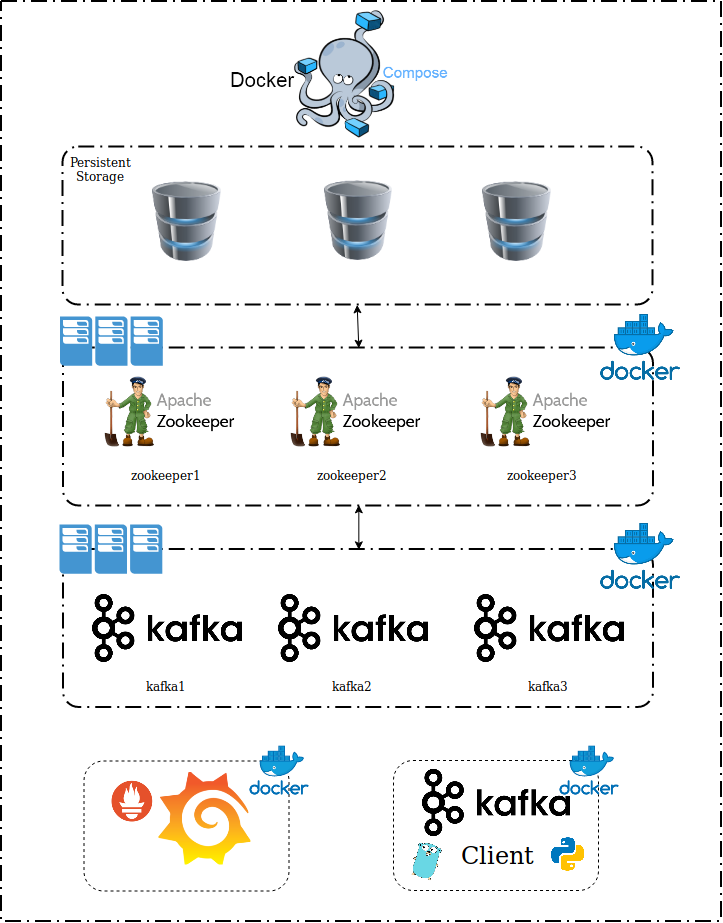 Docker
Compose
Persistent
Storage
docker
Apache
Zookeeper
Apache
Zookeeper
Apache
Zookeeper
zookeeper1
zookeeper2
zookeeper3
docker
kafka
kafka
kafka
kafka1
kafka2
kafka3
docker
docker
kafka
Client